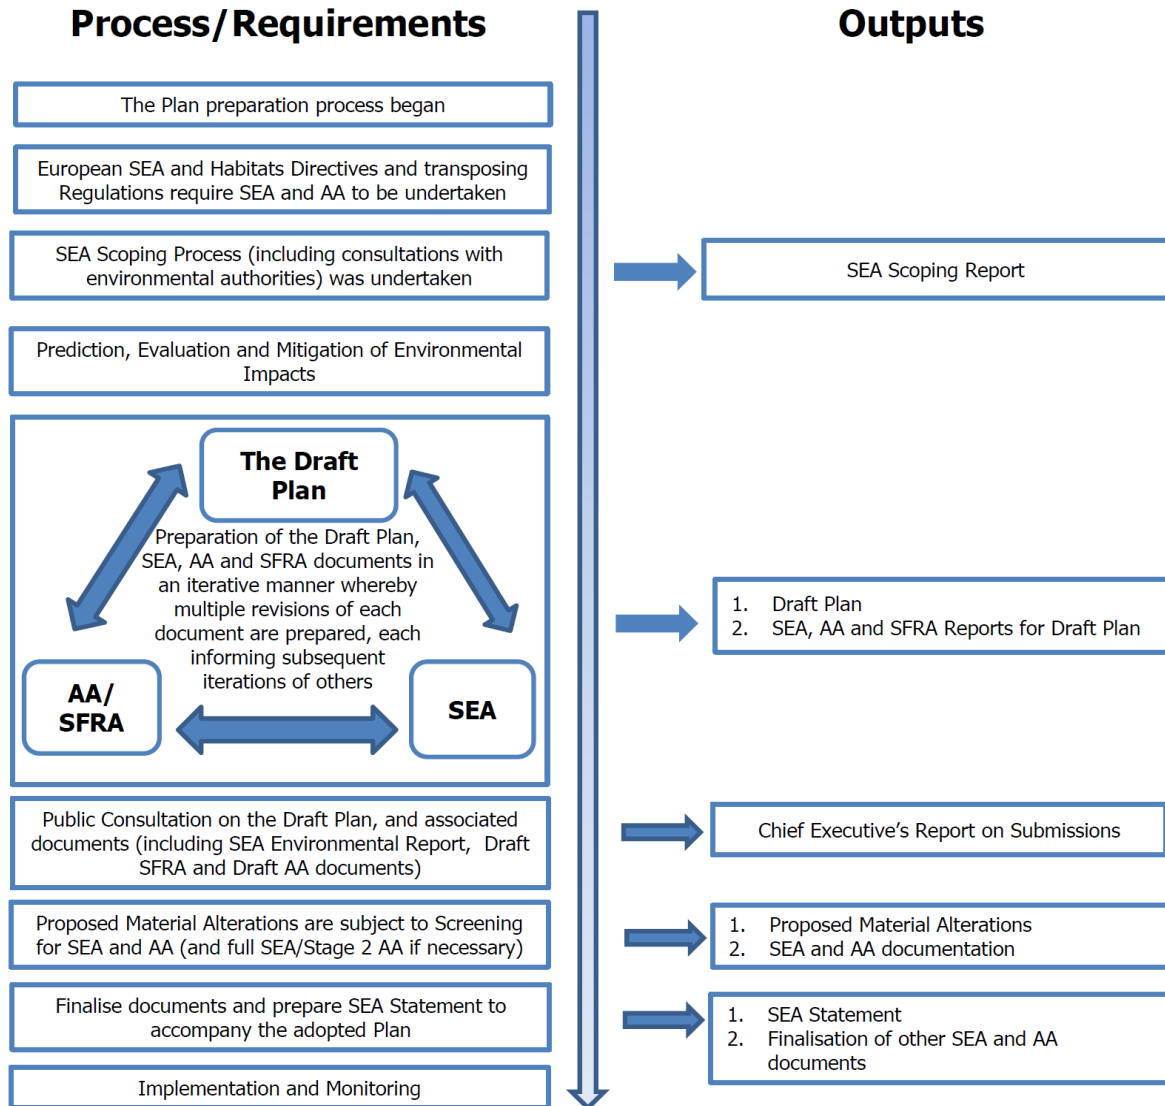 Process/Requirements
Outputs
The Plan preparation process began
European SEA and Habitats Directives and transposing
Regulations require SEA and AA to be undertaken
SEA Scoping Process (including consultations with
environmental authorities) was undertaken
SEA Scoping Report
Prediction, Evaluation and Mitigation of Environmental
Impacts
The Draft
Plan
Preparation of the Draft Plan,
SEA, AA and SFRA documents in
an iterative manner whereby
multiple revisions of each
document are prepared, each
informing subsequent
iterations of others
AA/
SFRA
SEA
1. Draft Plan
2. SEA, AA and SFRA Reports for Draft Plan
Public Consultation on the Draft Plan, and associated
documents (including SEA Environmental Report, Draft
SFRA and Draft AA documents)
Chief Executive's Report on Submissions
Proposed Material Alterations are subject to Screening
for SEA and AA (and full SEA/Stage 2 AA if necessary)
1. Proposed Material Alterations
2. SEA and AA documentation
Finalise documents and prepare SEA Statement to
accompany the adopted Plan
1. SEA Statement
2. Finalisation of other SEA and AA
documents
Implementation and Monitoring